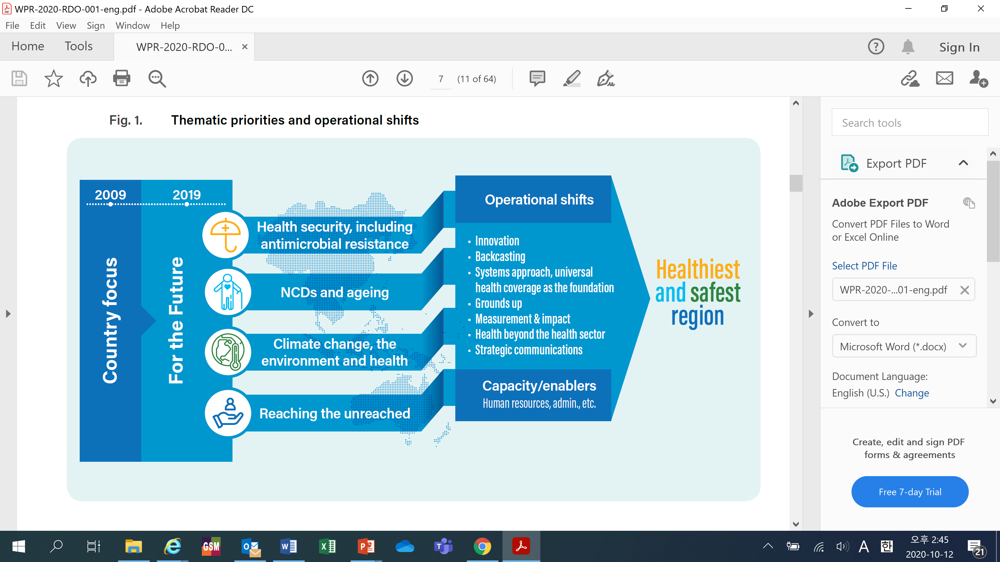 WPR-2020-RDO-001-eng.pdf - Adobe Acrobat Reader DC
File Edit View Sign Window Help
Home Tools WPR-2020-RDO-0... × Sign In
7 (11 of 64)
Fig. 1. Thematic priorities and operational shifts
2009 2019
Country focus
For the Future
Health security, including
antimicrobial resistance
NCDs and ageing
Climate change, the
environment and health
Reaching the unreached
Operational shifts
· Innovation
· Backcasting
· Systems approach, universal
health coverage as the foundation
· Grounds up
· Measurement & impact
· Health beyond the health sector
· Strategic communications
Capacity/enablers
Human resources, admin., etc.
Healthiest
and safest
region
Search tools
Export PDF
Adobe Export PDF
Convert PDF Files to Word
or Excel Online
Select PDF File
WPR-2020-...01-eng.pdf
Convert to
Microsoft Word (*.docx)
Document Language:
English (U.S.) Change
Create, edit and sign PDF
forms & agreements
Free 7-day Trial
GSM
A 한
오후 2:45
2020-10-12
21